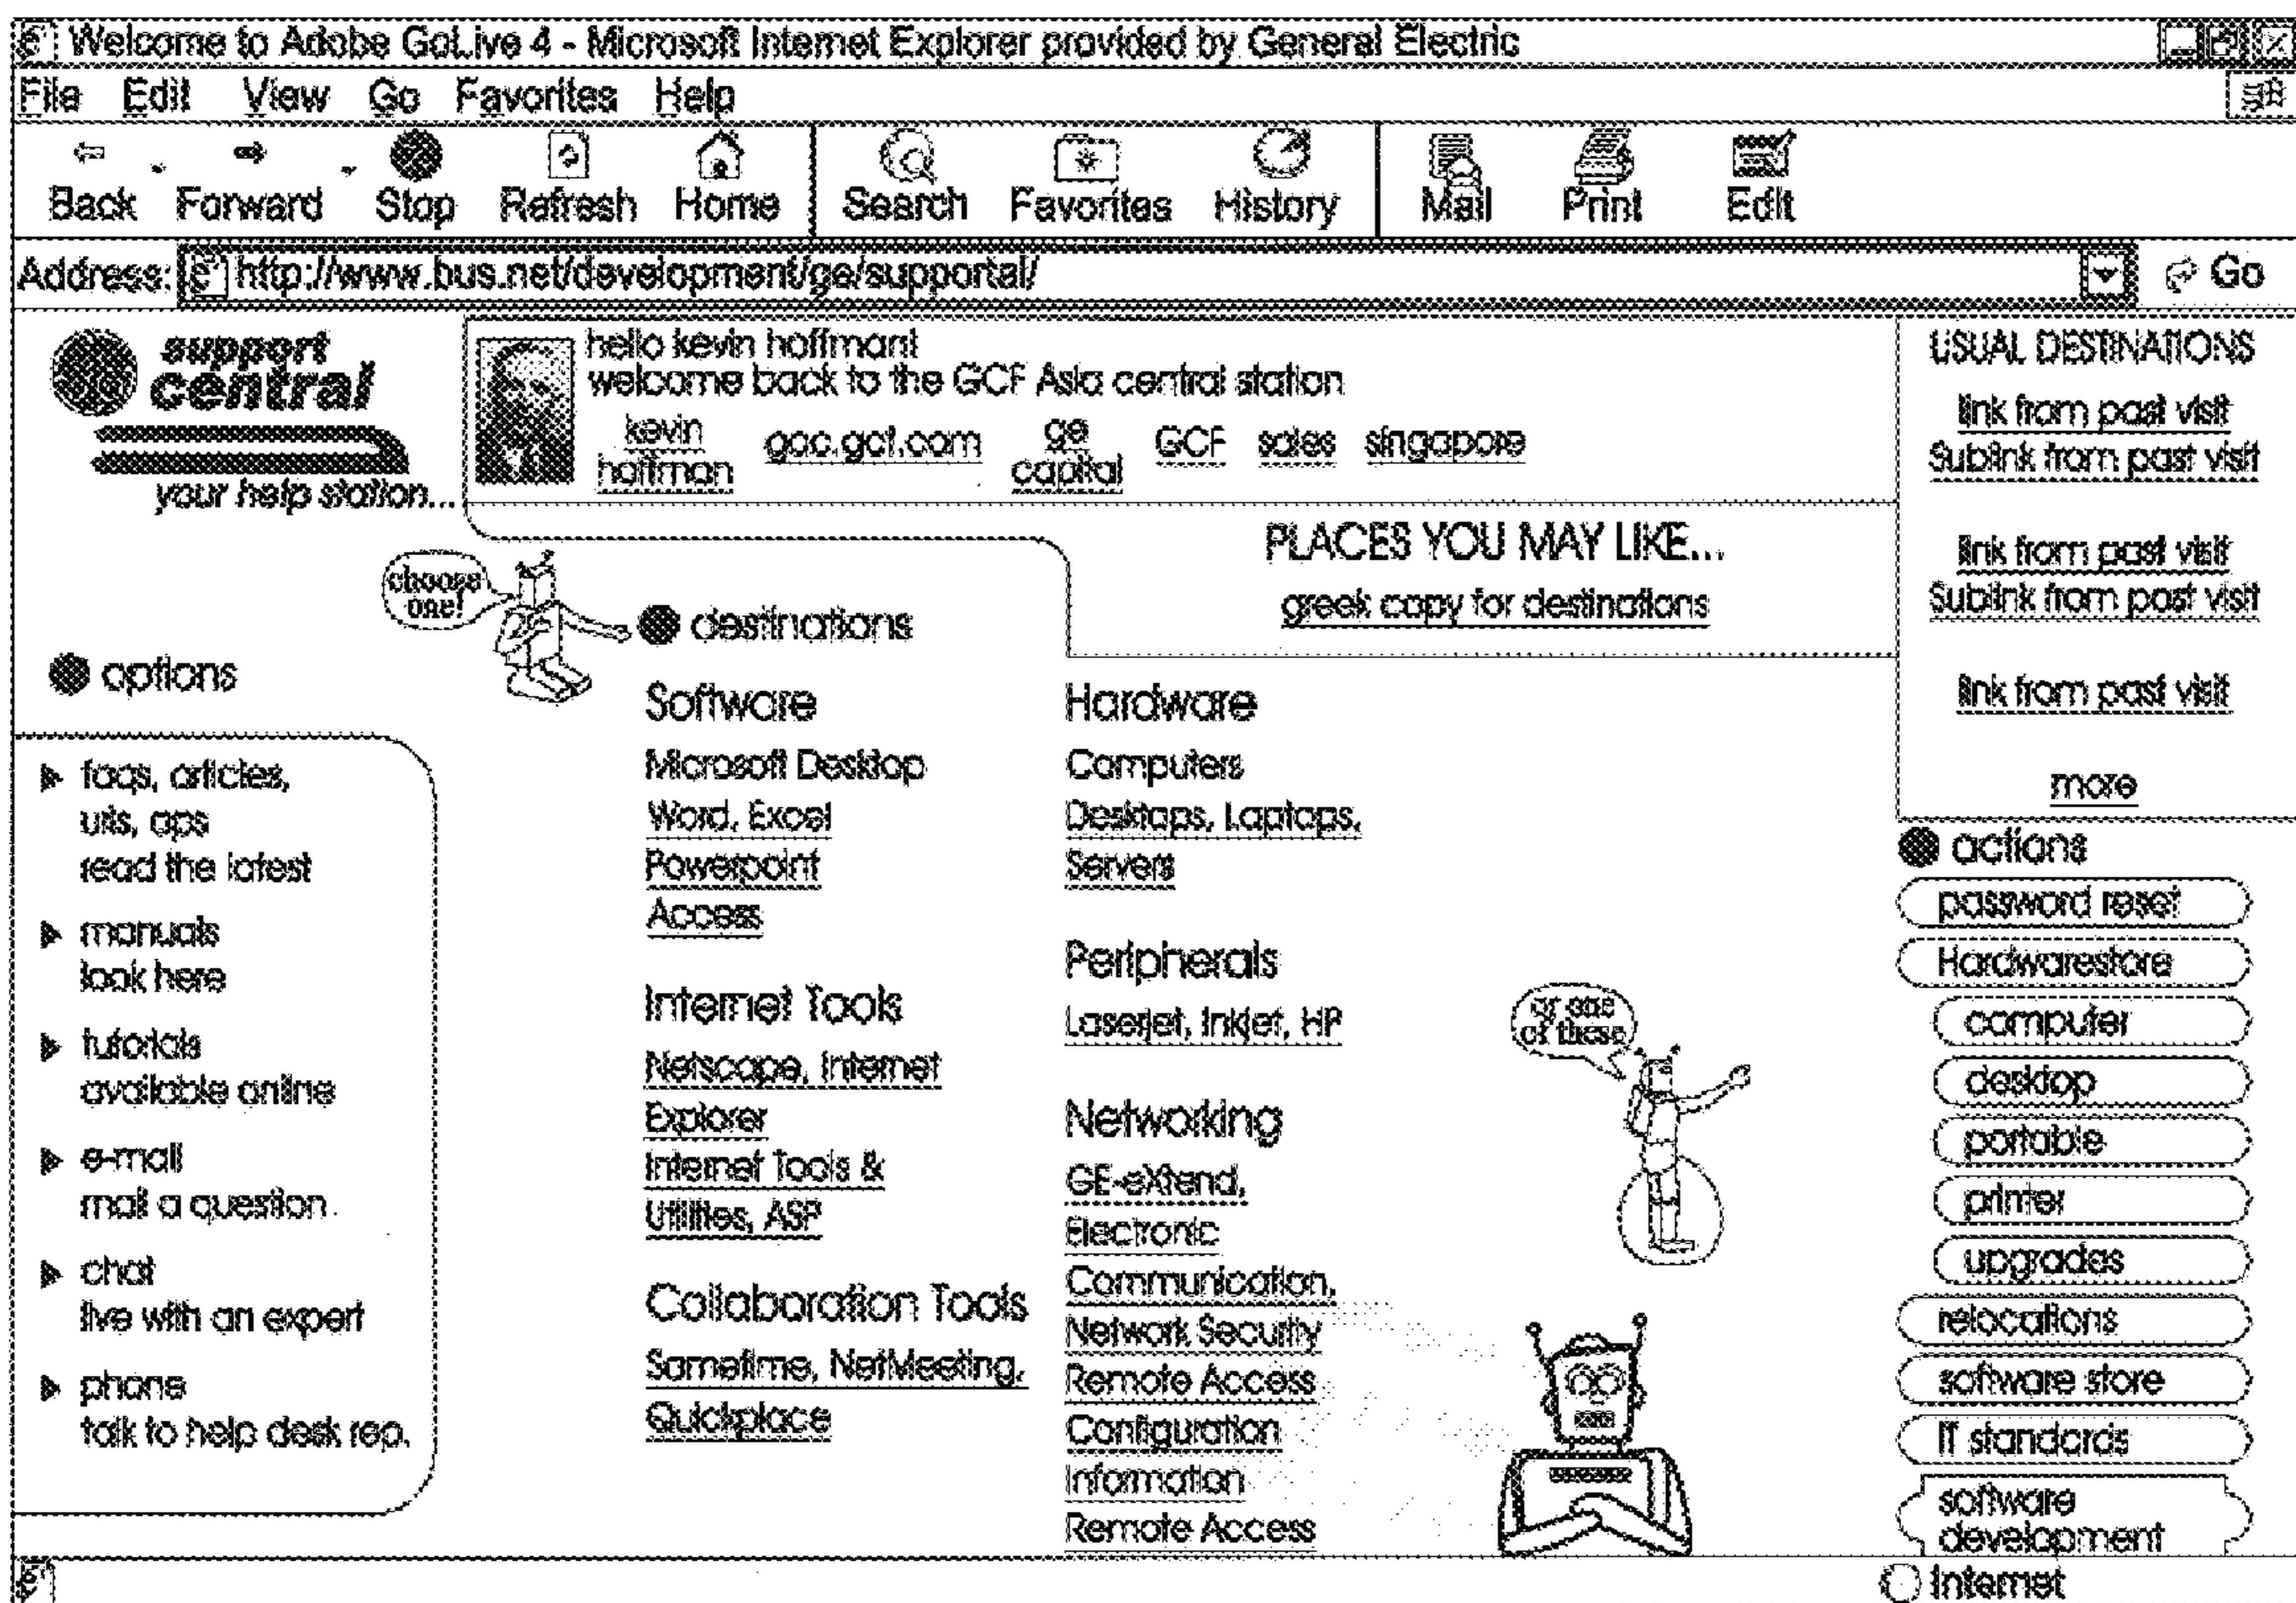 Welcome to Adobe GoLive 4 - Microsoft Internet Explorer provided by General Electric
File Edit View Go Favorites Help
Back Forward Stop Refresh Home Search Favorites History Mail Print Edit
Address: http://www.bus.net/development/ge/supportal/ Go
support
central
your help station...
hello kevin hoffman!
welcome back to the GCF Asia central station
kevin
hoffman
gcc.gcf.com
ge
capital
GCF
sales
singapore
PLACES YOU MAY LIKE...
greek copy for destinations
USUAL DESTINATIONS
link from past visit
Sublink from past visit
link from past visit
Sublink from past visit
link from past visit
more
choose
one!
options
faqs, articles,
urls, aps
read the latest
manuals
look here
tutorials
available online
e-mail
mail a question
chat
live with an expert
phone
talk to help desk rep.
destinations
Software
Microsoft Desktop
Word, Excel
Powerpoint
Access
Internet Tools
Netscape, Internet
Explorer
Internet Tools &
Utilities, ASP
Collaboration Tools
Sametime, NetMeeting,
Quickplace
Hardware
Computers
Desktops, Laptops,
Servers
Peripherals
Laserjet, Inkjet, HP
Networking
GE-eXtend,
Electronic
Communication,
Network Security
Remote Access
Configuration
Information
Remote Access
or one
of these
actions
password reset
Hardwarestore
computer
desktop
portable
printer
upgrades
relocations
software store
IT standards
software
development
Internet